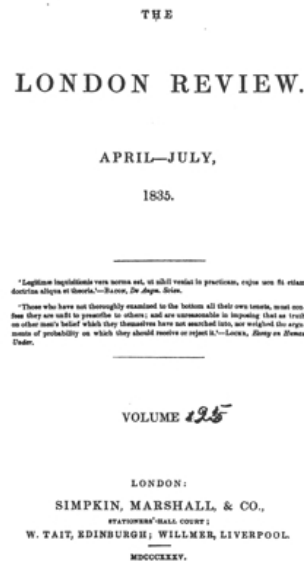 THE
LONDON REVIEW.
APRIL—JULY,
1835.
'Legitimæ inquisitionis vera norma est, ut nihil veniat in practicam, cujus non fit etiam
doctrina aliqua et theoria.'—BACON, De Augm. Scien.
'Those who have not thoroughly examined to the bottom all their own tenets, must con-
fess they are unfit to prescribe to others; and are unreasonable in imposing that as truth
on other men's belief which they themselves have not searched into, nor weighed the argu-
ments of probability on which they should receive or reject it.'—LOCKE, Essay on Human
Under.
VOLUME
LONDON:
SIMPKIN, MARSHALL, & CO.,
STATIONERS'-HALL COURT;
W. TAIT, EDINBURGH; WILLMER, LIVERPOOL.
MDCCCXXXV.